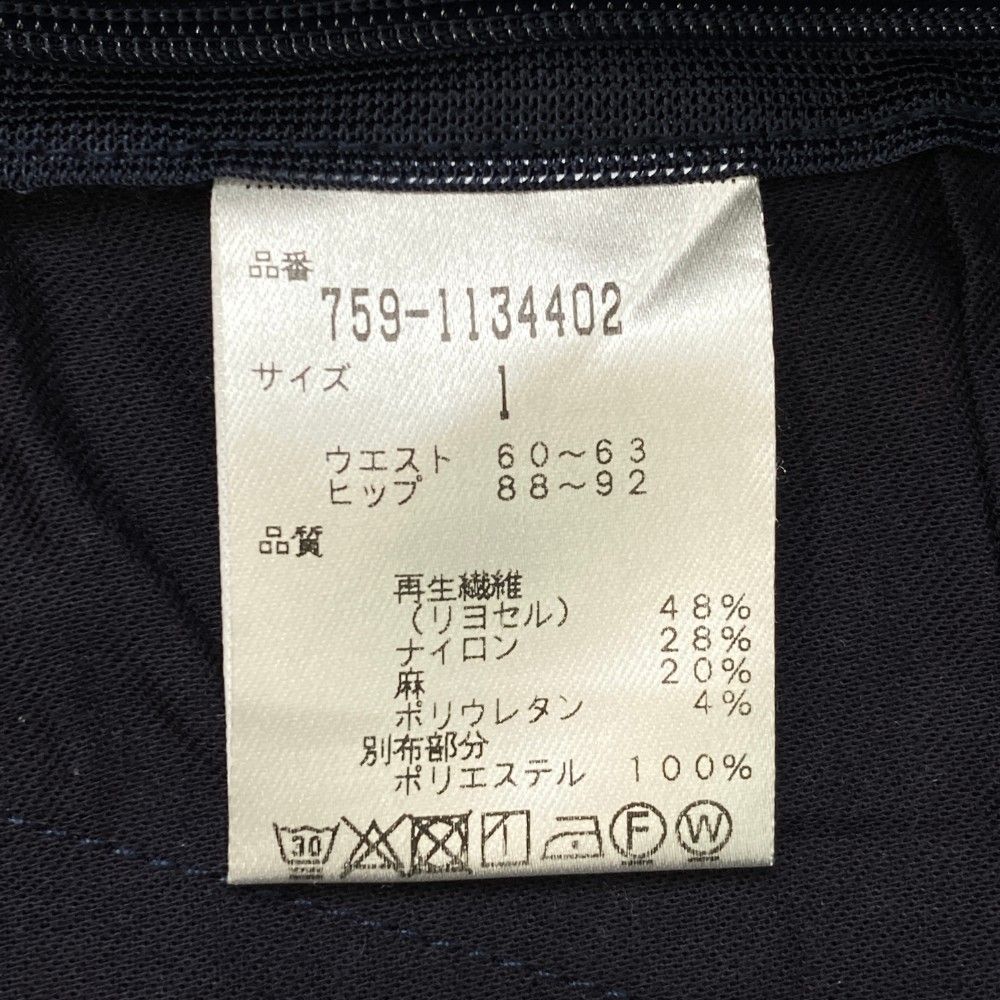 品番
759-1134402
サイズ 1
ウエスト 60～63
ヒップ 88～92
品質
再生繊維
(リヨセル) 48%
ナイロン 28%
麻 20%
ポリウレタン 4%
別布部分
ポリエステル 100%
30 F W